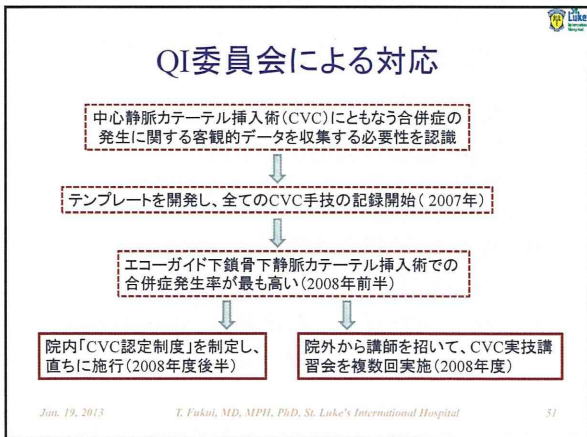 St. Luke's
International
Hospital
QI委員会による対応
中心静脈カテーテル挿入術(CVC)にともなう合併症の
発生に関する客観的データを収集する必要性を認識
テンプレートを開発し、全てのCVC手技の記録開始(2007年)
エコーガイド下鎖骨下静脈カテーテル挿入術での
合併症発生率が最も高い(2008年前半)
院内「CVC認定制度」を制定し、
直ちに施行(2008年度後半)
院外から講師を招いて、CVC実技講
習会を複数回実施(2008年度)
Jan. 19, 2013
T. Fukui, MD, MPH, PhD, St. Luke's International Hospital
51